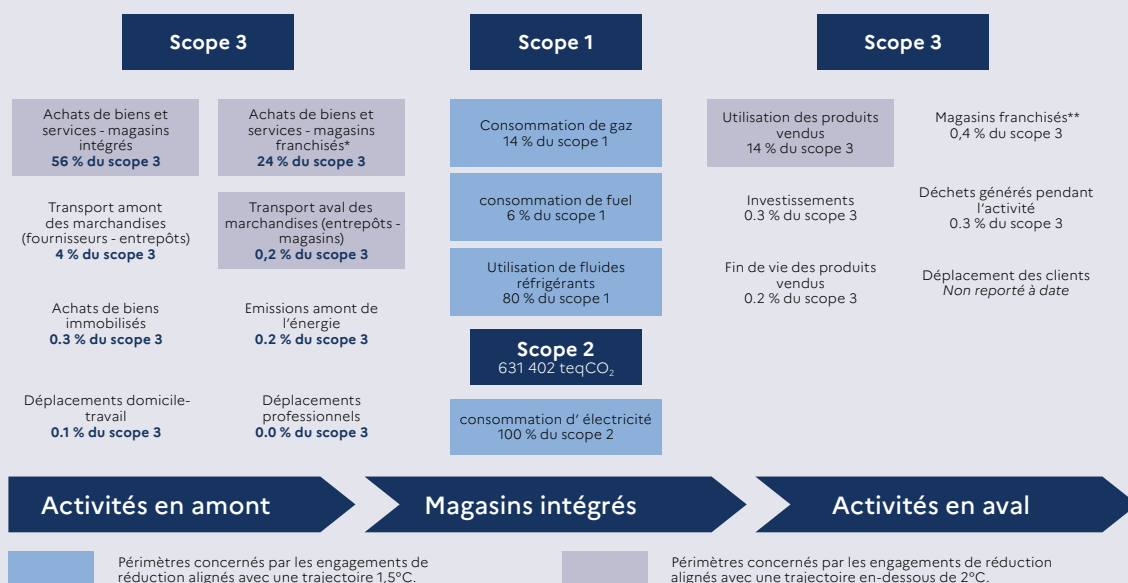 Scope 3
Achats de biens et
services - magasins
intégrés
56 % du scope 3
Achats de biens et
services - magasins
franchisés*
24 % du scope 3
Transport amont
des marchandises
(fournisseurs - entrepôts)
4 % du scope 3
Transport aval des
marchandises (entrepôts -
magasins)
0,2 % du scope 3
Achats de biens
immobilisés
0.3 % du scope 3
Emissions amont de
l'énergie
0.2 % du scope 3
Déplacements domicile-
travail
0.1 % du scope 3
Déplacements
professionnels
0.0 % du scope 3
Scope 1
Consommation de gaz
14 % du scope 1
consommation de fuel
6 % du scope 1
Utilisation de fluides
réfrigérants
80 % du scope 1
Scope 2
631 402 teqCO₂
consommation d' électricité
100 % du scope 2
Scope 3
Utilisation des produits
vendus
14 % du scope 3
Magasins franchisés**
0,4 % du scope 3
Investissements
0.3 % du scope 3
Déchets générés pendant
l'activité
0.3 % du scope 3
Fin de vie des produits
vendus
0.2 % du scope 3
Déplacement des clients
Non reporté à date
Activités en amont
Magasins intégrés
Activités en aval
Périmètres concernés par les engagements de
réduction alignés avec une trajectoire 1,5°C.
Périmètres concernés par les engagements de réduction
alignés avec une trajectoire en-dessous de 2°C.